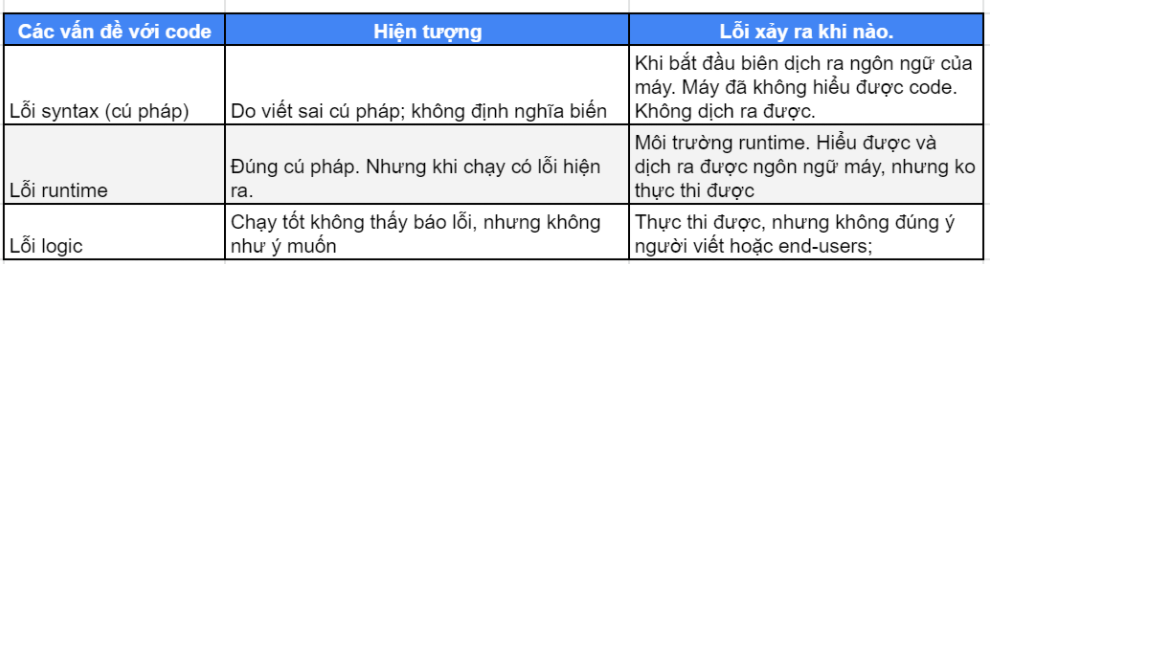 Các vấn đề với code
Hiện tượng
Lỗi xảy ra khi nào.
Lỗi syntax (cú pháp)
Do viết sai cú pháp; không định nghĩa biến
Khi bắt đầu biên dịch ra ngôn ngữ của
máy. Máy đã không hiểu được code.
Không dịch ra được.
Lỗi runtime
Đúng cú pháp. Nhưng khi chạy có lỗi hiện
ra.
Môi trường runtime. Hiểu được và
dịch ra được ngôn ngữ máy, nhưng ko
thực thi được
Lỗi logic
Chạy tốt không thấy báo lỗi, nhưng không
như ý muốn
Thực thi được, nhưng không đúng ý
người viết hoặc end-users;